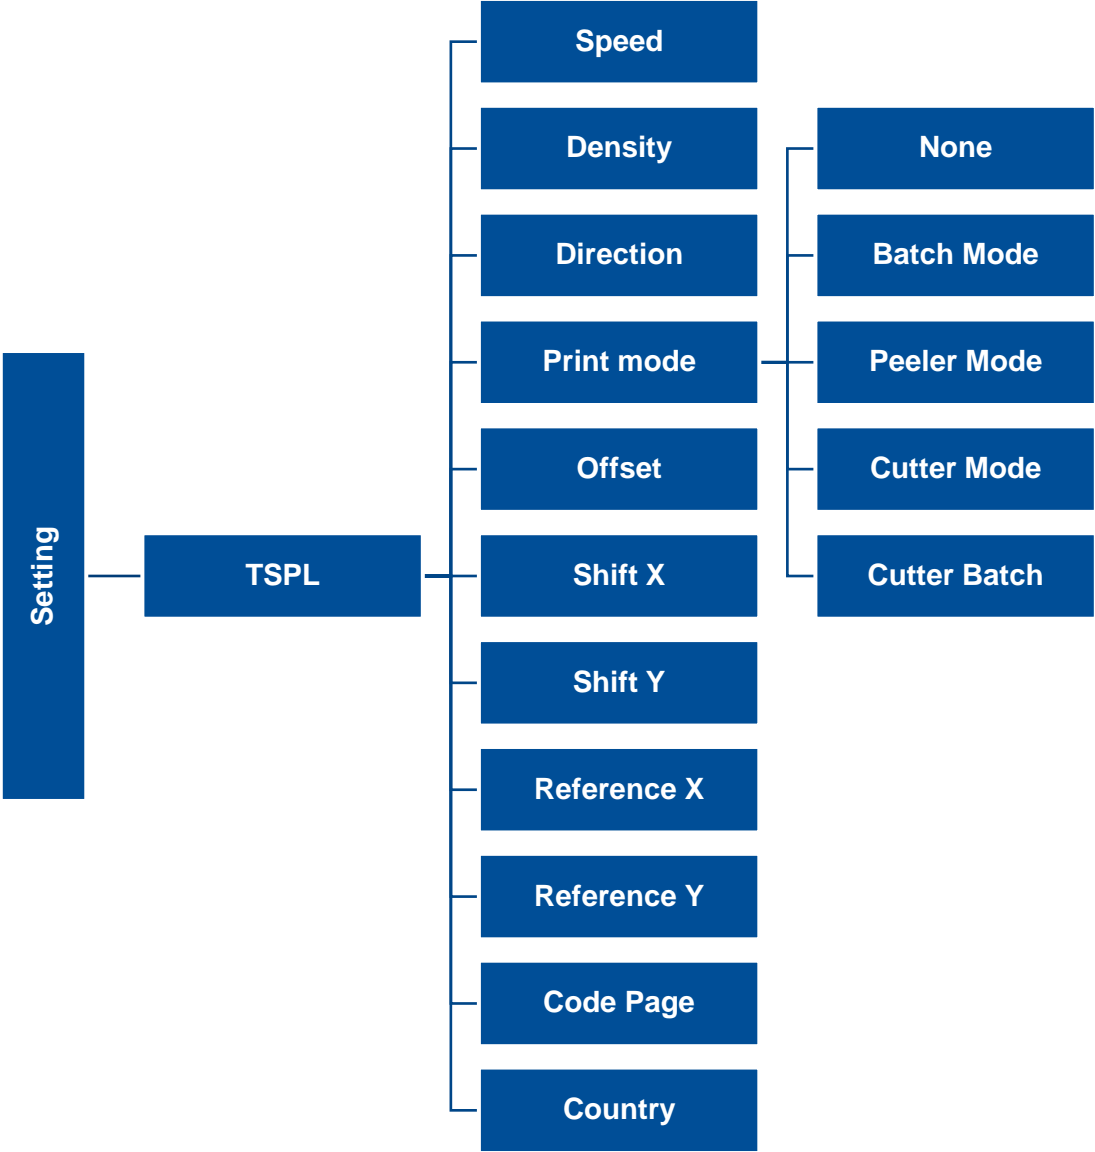 Setting
TSPL
Speed
Density
Direction
Print mode
Offset
Shift X
Shift Y
Reference X
Reference Y
Code Page
Country
None
Batch Mode
Peeler Mode
Cutter Mode
Cutter Batch